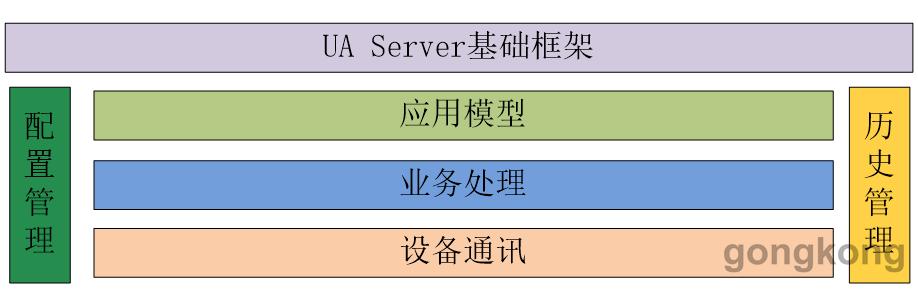 UA Server基础框架
配置管理
应用模型
业务处理
设备通讯
历史管理
gongkong